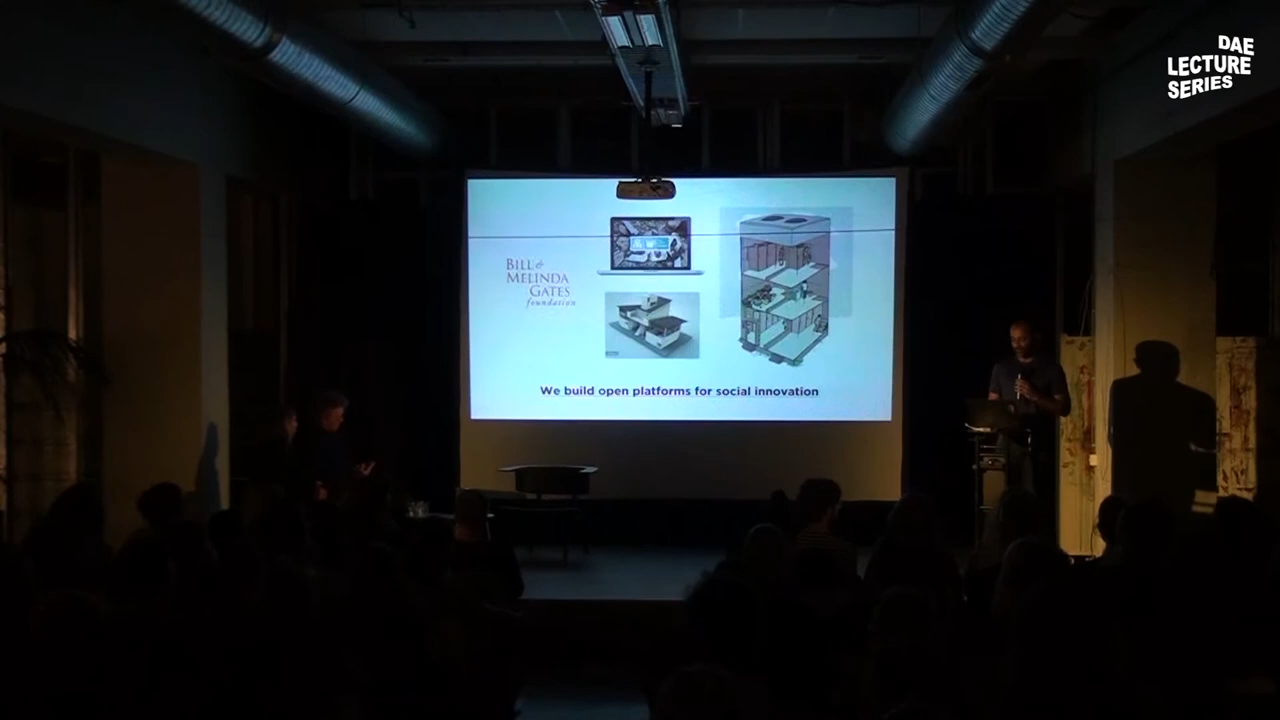 DAE
LECTURE
SERIES
BILL &
MELINDA
GATES
foundation
We build open platforms for social innovation